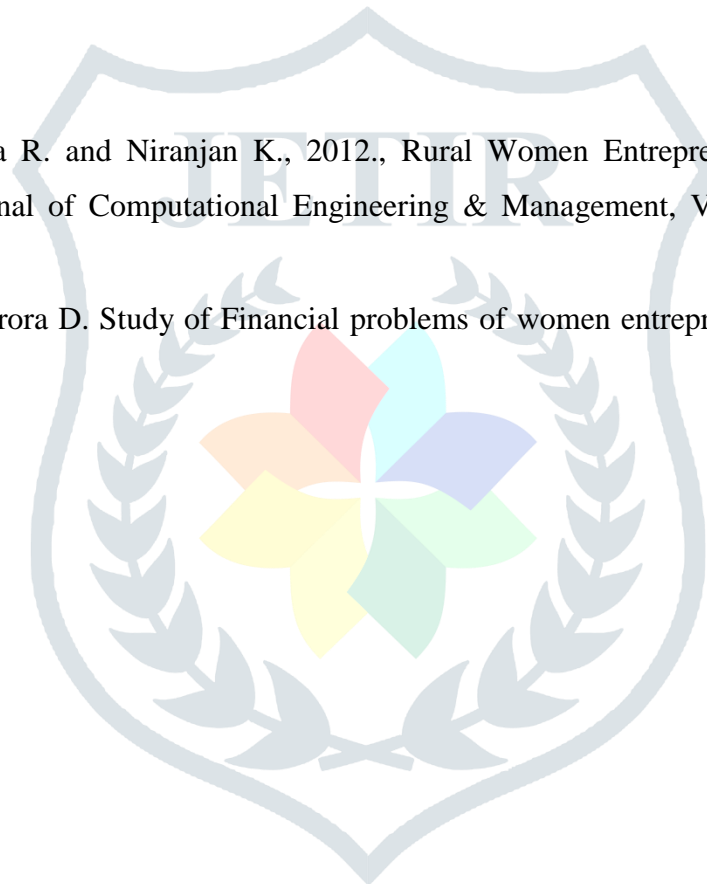 a R. and Niranjan K., 2012., Rural Women Entrepre
nal of Computational Engineering & Management, V
rora D. Study of Financial problems of women entrepr
JETIR